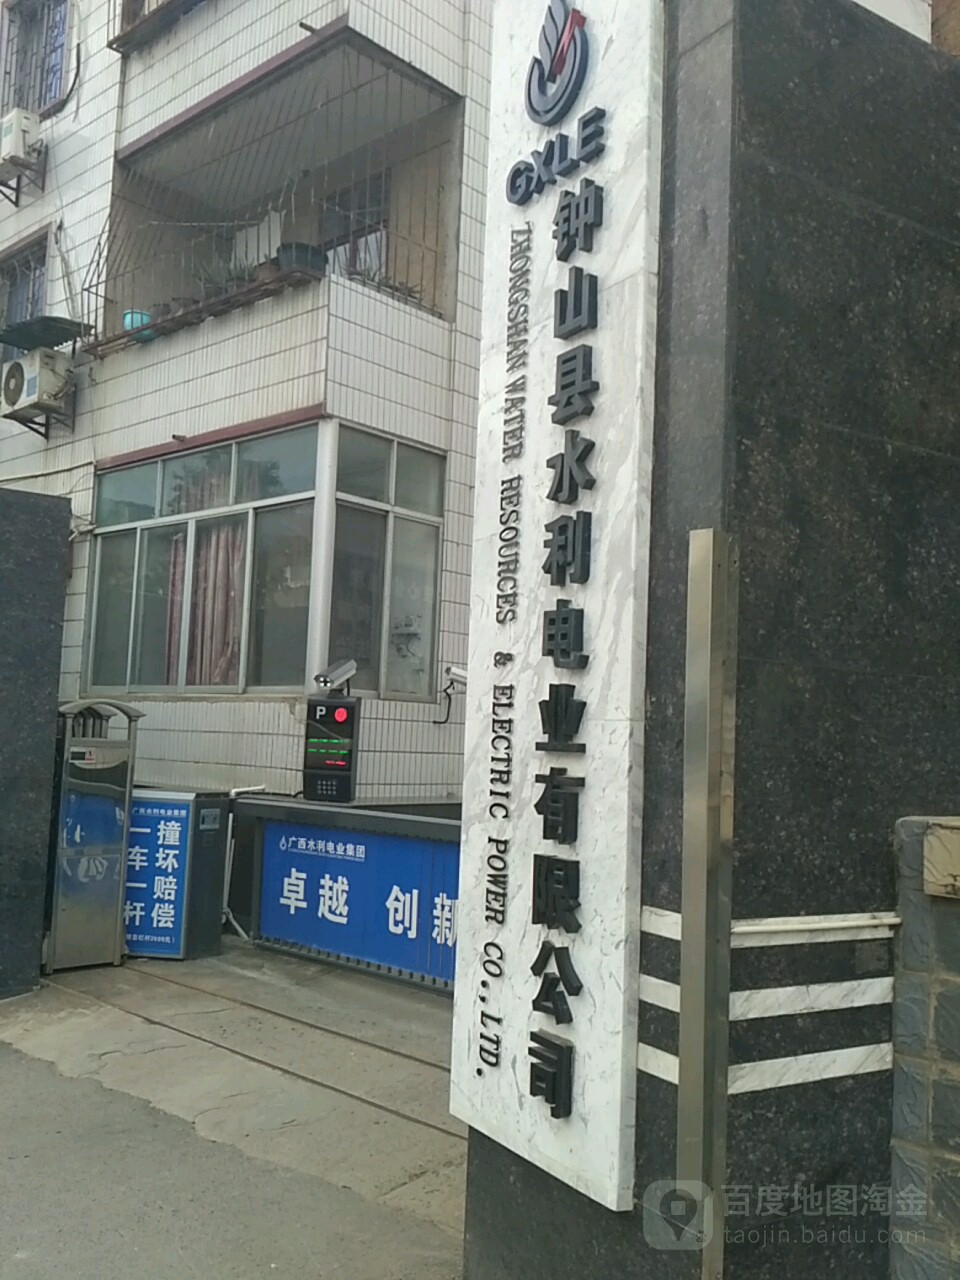 GXLE
钟山县水利电业有限公司
ZHONGSHAN WATER RESOURCES & ELECTRIC POWER CO.,LTD.
P
广西水利电业集团
一车一杆
撞坏赔偿
广西水利电业集团
卓越 创新
百度地图淘金
taojin.baidu.com